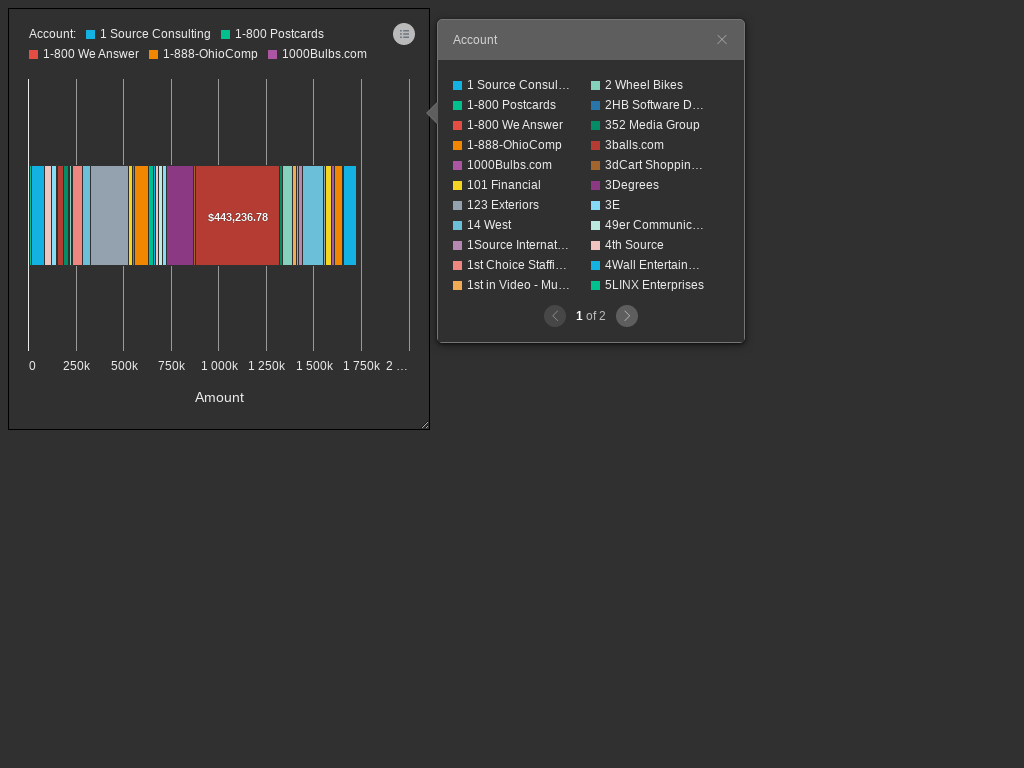 Account: 1 Source Consulting 1-800 Postcards
1-800 We Answer 1-888-OhioComp 1000Bulbs.com
$443,236.78
0 250k 500k 750k 1 000k 1 250k 1 500k 1 750k 2 ...
Amount
Account
1 Source Consul...
1-800 Postcards
1-800 We Answer
1-888-OhioComp
1000Bulbs.com
101 Financial
123 Exteriors
14 West
1Source Internat...
1st Choice Staffi...
1st in Video - Mu...
2 Wheel Bikes
2HB Software D...
352 Media Group
3balls.com
3dCart Shoppin...
3Degrees
3E
49er Communic...
4th Source
4Wall Entertain...
5LINX Enterprises
1 of 2